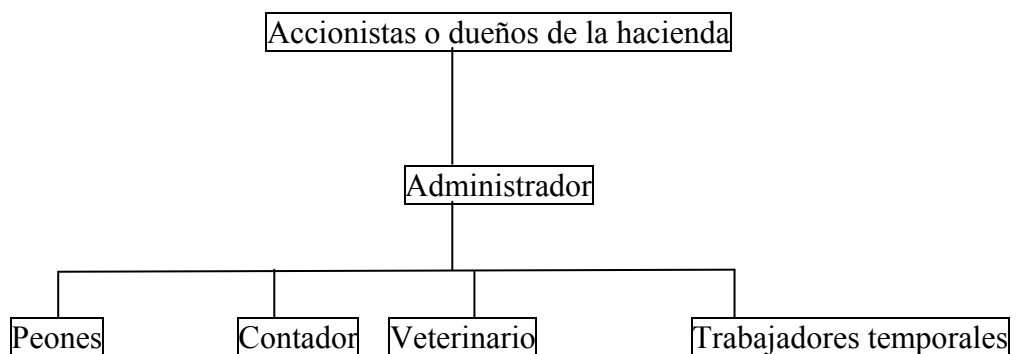 Accionistas o dueños de la hacienda
Administrador
Peones
Contador
Veterinario
Trabajadores temporales